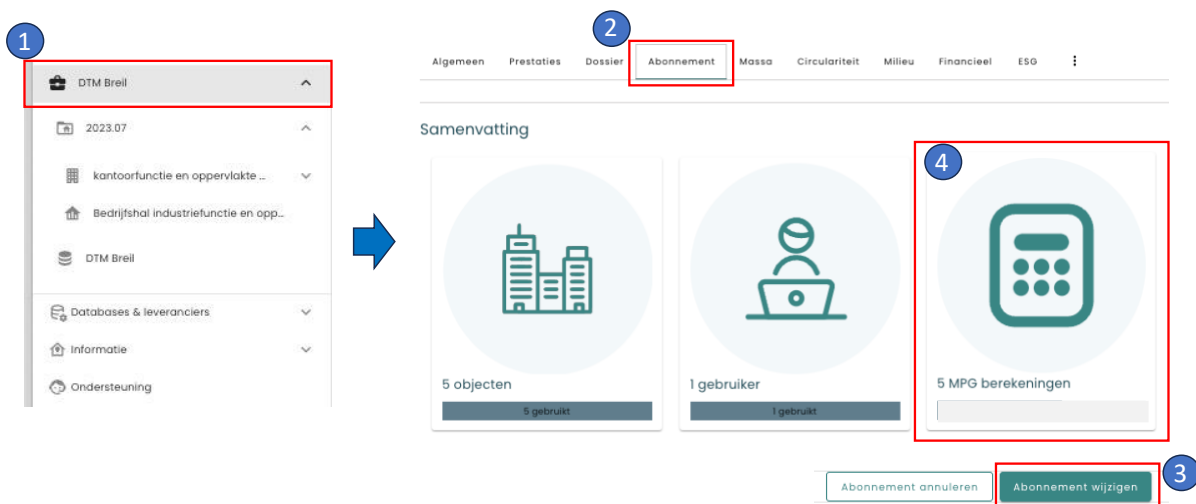 1
DTM Breil
2023.07
kantoorfunctie en oppervlakte ...
Bedrijfshal industriefunctie en opp...
DTM Breil
Databases & leveranciers
Informatie
Ondersteuning
2
Algemeen Prestaties Dossier Abonnement Massa Circulariteit Milieu Financieel ESG
Samenvatting
4
5 objecten 1 gebruiker 5 MPG berekeningen
5 gebruikt 1 gebruikt
Abonnement annuleren Abonnement wijzigen
3